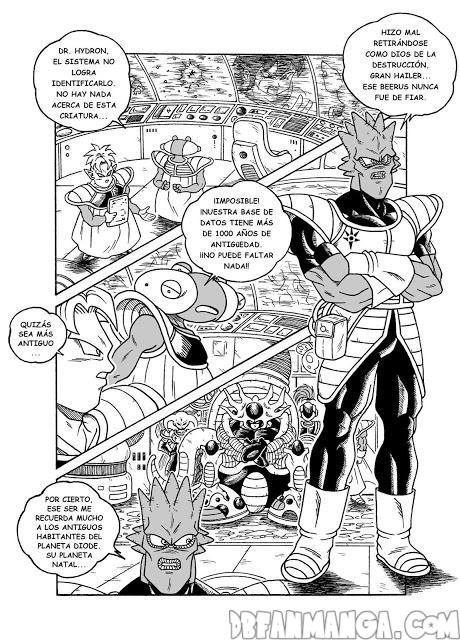 DR. HYDRON,
EL SISTEMA NO
LOGRA
IDENTIFICARLO.
NO HAY NADA
ACERCA DE ESTA
CRIATURA...
HIZO MAL
RETIRÁNDOSE
COMO DIOS DE LA
DESTRUCCIÓN,
GRAN HAILER...
ESE BEERUS NUNCA
FUE DE FIAR.
¡IMPOSIBLE!
¡NUESTRA BASE DE
DATOS TIENE MÁS
DE 1000 AÑOS DE
ANTIGÜEDAD.
¡¡NO PUEDE FALTAR
NADA!!
QUIZÁS
SEA MÁS
ANTIGUO
...
POR CIERTO,
ESE SER ME
RECUERDA MUCHO
A LOS ANTIGUOS
HABITANTES DEL
PLANETA DIODE.
SU PLANETA
NATAL...
DBFANMANGA.COM